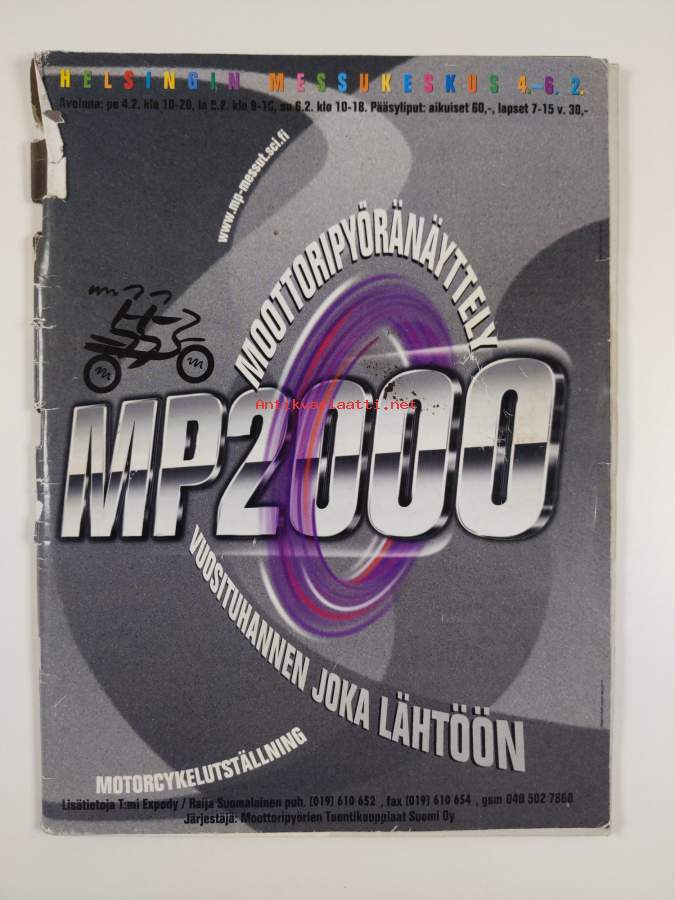 HELSINGIN MESSUKESKUS 4.-6. 2.
Avoinna: pe 4.2. klo 10-20, la 5.2. klo 9-18, su 6.2. klo 10-18. Pääsyliput: aikuiset 60,-, lapset 7-15 v. 30,-
www.mp-messut.sci.fi
MOOTTORIPYÖRÄNÄYTTELY
Antikvariaatti.net
MP2000
VUOSITUHANNEN JOKA LÄHTÖÖN
MOTORCYKELUTSTÄLLNING
Lisätietoja T:mi Expody / Raija Suomalainen puh. (019) 610 652 , fax (019) 610 654 , gsm 040 502 7860
Järjestäjä: Moottoripyörien Tuontikauppiaat Suomi Oy